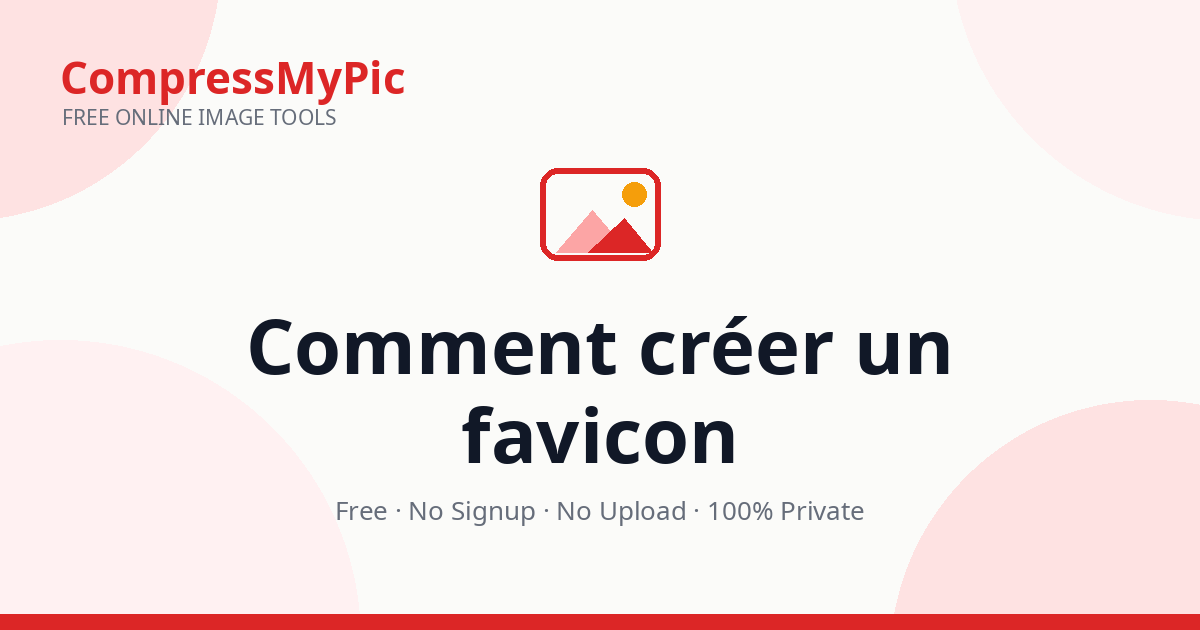 CompressMyPic
FREE ONLINE IMAGE TOOLS
Comment créer un
favicon
Free · No Signup · No Upload · 100% Private